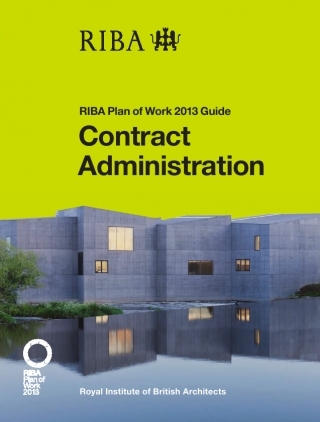 RIBA
RIBA Plan of Work 2013 Guide
Contract
Administration
RIBA
Plan of
Work
2013
Royal Institute of British Architects